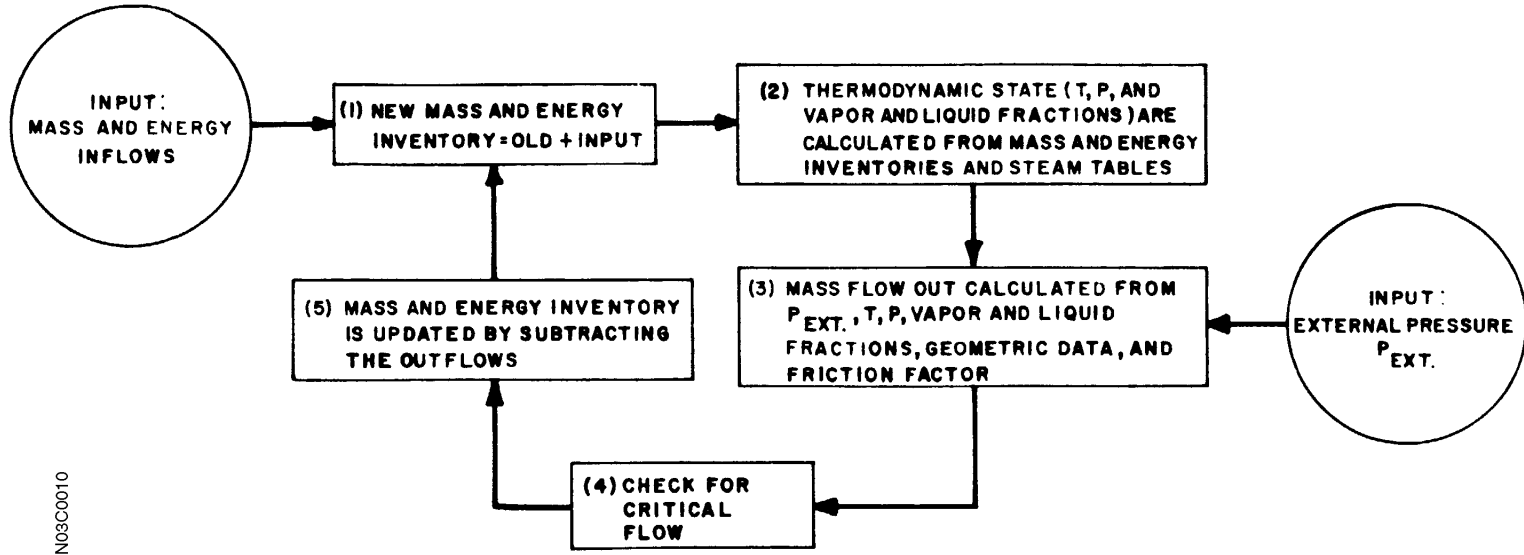 INPUT:
MASS AND ENERGY
INFLOWS
(1) NEW MASS AND ENERGY
INVENTORY=OLD + INPUT
(2) THERMODYNAMIC STATE (T, P, AND
VAPOR AND LIQUID FRACTIONS) ARE
CALCULATED FROM MASS AND ENERGY
INVENTORIES AND STEAM TABLES
(3) MASS FLOW OUT CALCULATED FROM
P EXT., T, P, VAPOR AND LIQUID
FRACTIONS, GEOMETRIC DATA, AND
FRICTION FACTOR
INPUT:
EXTERNAL PRESSURE
P EXT.
(4) CHECK FOR
CRITICAL
FLOW
(5) MASS AND ENERGY INVENTORY
IS UPDATED BY SUBTRACTING
THE OUTFLOWS
N03C0010